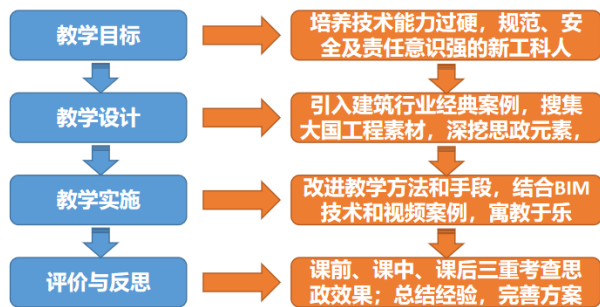 教学目标
培养技术能力过硬，规范、安
全及责任意识强的新工科人
教学设计
引入建筑行业经典案例，搜集
大国工程素材，深挖思政元素，
教学实施
改进教学方法和手段，结合BIM
技术和视频案例，寓教于乐
评价与反思
课前、课中、课后三重考查思
政效果；总结经验，完善方案